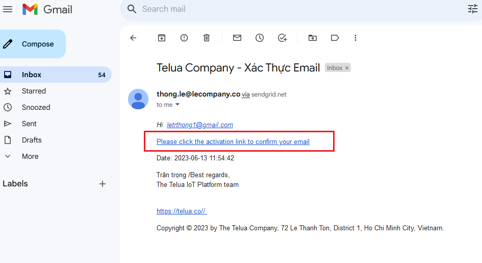 Gmail
Search mail
Compose
Inbox 54
Starred
Snoozed
Sent
Drafts
More
Labels
Telua Company - Xác Thực Email Inbox ×
thong.le@lecompany.co via sendgrid.net
to me
Hi letrthong1@gmail.com
Please click the activation link to confirm your email
Date: 2023-06-13 11:54:42
Trân trọng /Best regards,
The Telua IoT Platform team
https://telua.co//
Copyright © 2023 by The Telua Company, 72 Le Thanh Ton, District 1, Ho Chi Minh City, Vietnam.